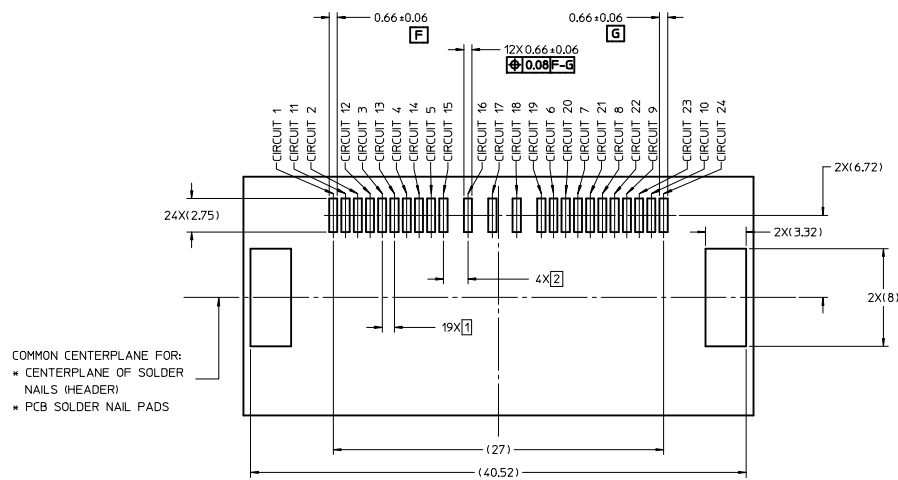 0.66±0.06
F
0.66±0.06
G
12X 0.66±0.06
⌖ 0.08 F-G
CIRCUIT 1
CIRCUIT 11
CIRCUIT 2
CIRCUIT 12
CIRCUIT 3
CIRCUIT 13
CIRCUIT 4
CIRCUIT 14
CIRCUIT 5
CIRCUIT 15
CIRCUIT 16
CIRCUIT 17
CIRCUIT 18
CIRCUIT 19
CIRCUIT 6
CIRCUIT 20
CIRCUIT 7
CIRCUIT 21
CIRCUIT 8
CIRCUIT 22
CIRCUIT 9
CIRCUIT 23
CIRCUIT 10
CIRCUIT 24
2X(6.72)
24X(2.75)
2X(3.32)
4X 2
2X(8)
19X 1
COMMON CENTERPLANE FOR:
* CENTERPLANE OF SOLDER
NAILS (HEADER)
* PCB SOLDER NAIL PADS
(27)
(40.52)